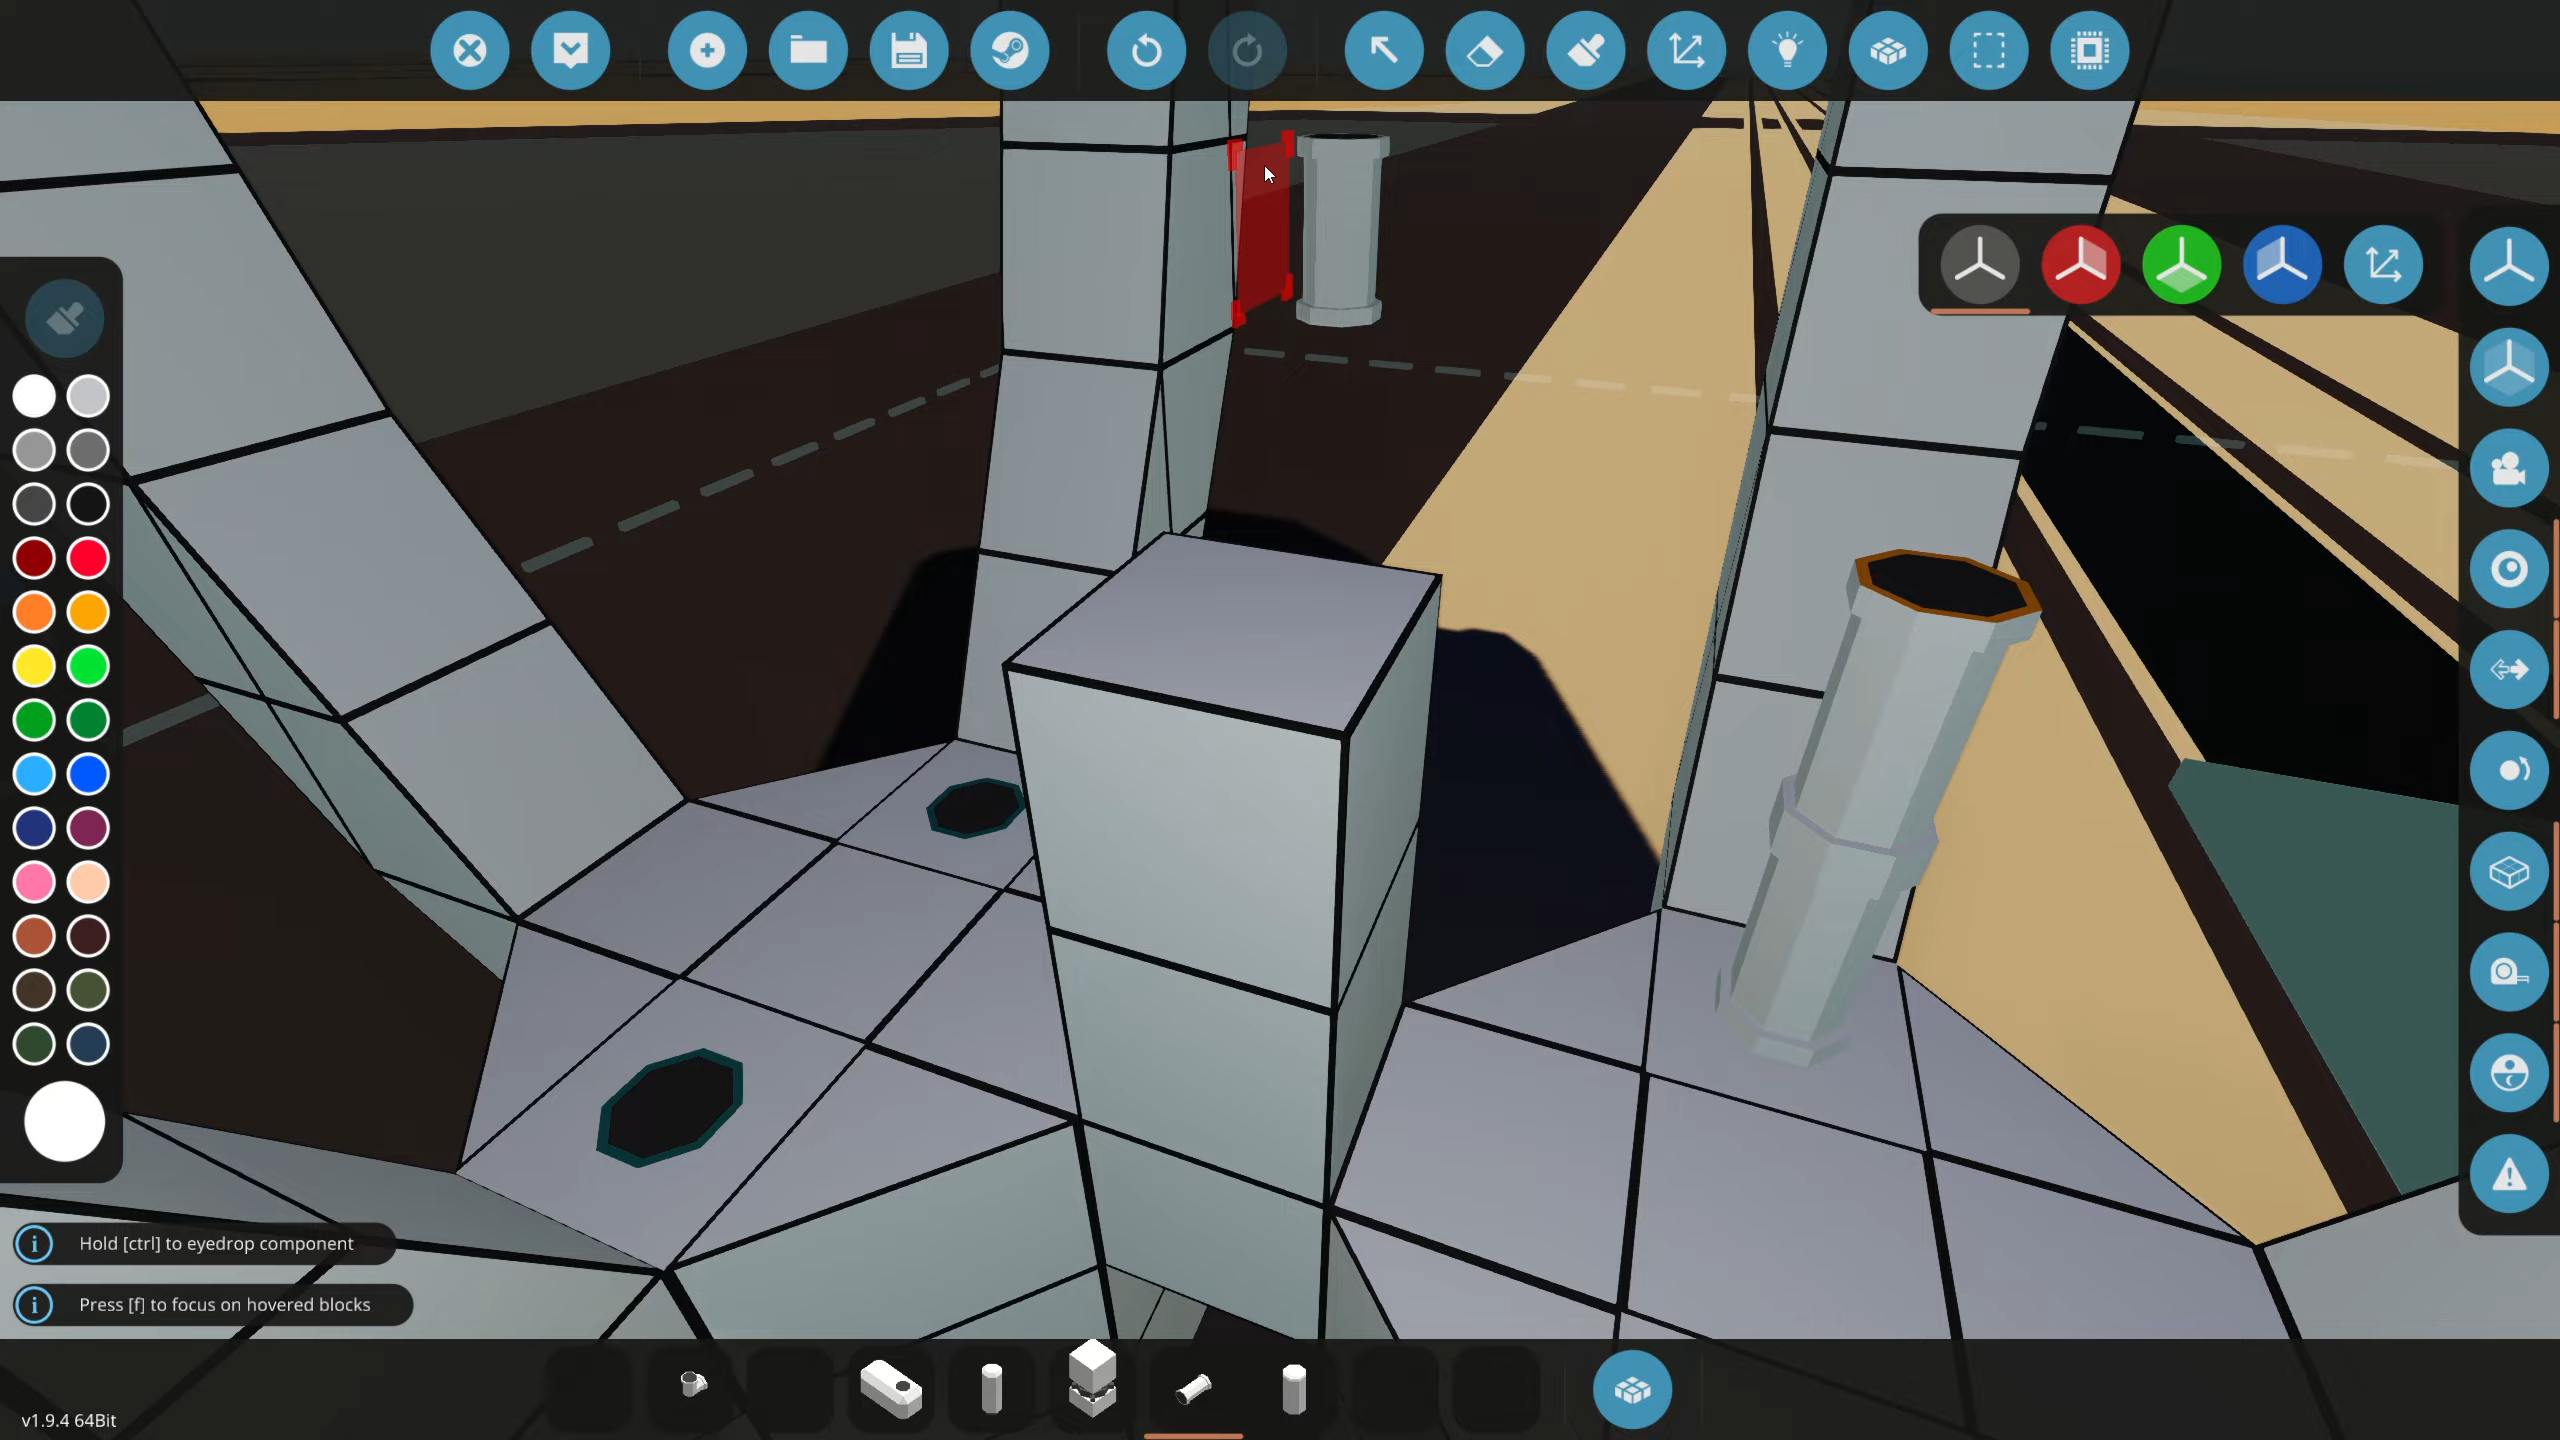 Hold [ctrl] to eyedrop component
Press [f] to focus on hovered blocks
v1.9.4 64Bit